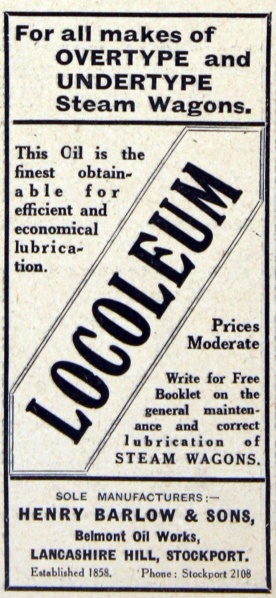 For all makes of
OVERTYPE and
UNDERTYPE
Steam Wagons.
This Oil is the
finest obtain-
able for
efficient and
economical
lubrica-
tion.
LOCOLEUM
Prices
Moderate
Write for Free
Booklet on the
general mainten-
ance and correct
lubrication of
STEAM WAGONS.
SOLE MANUFACTURERS:—
HENRY BARLOW & SONS,
Belmont Oil Works,
LANCASHIRE HILL, STOCKPORT.
Established 1858. 'Phone: Stockport 2108